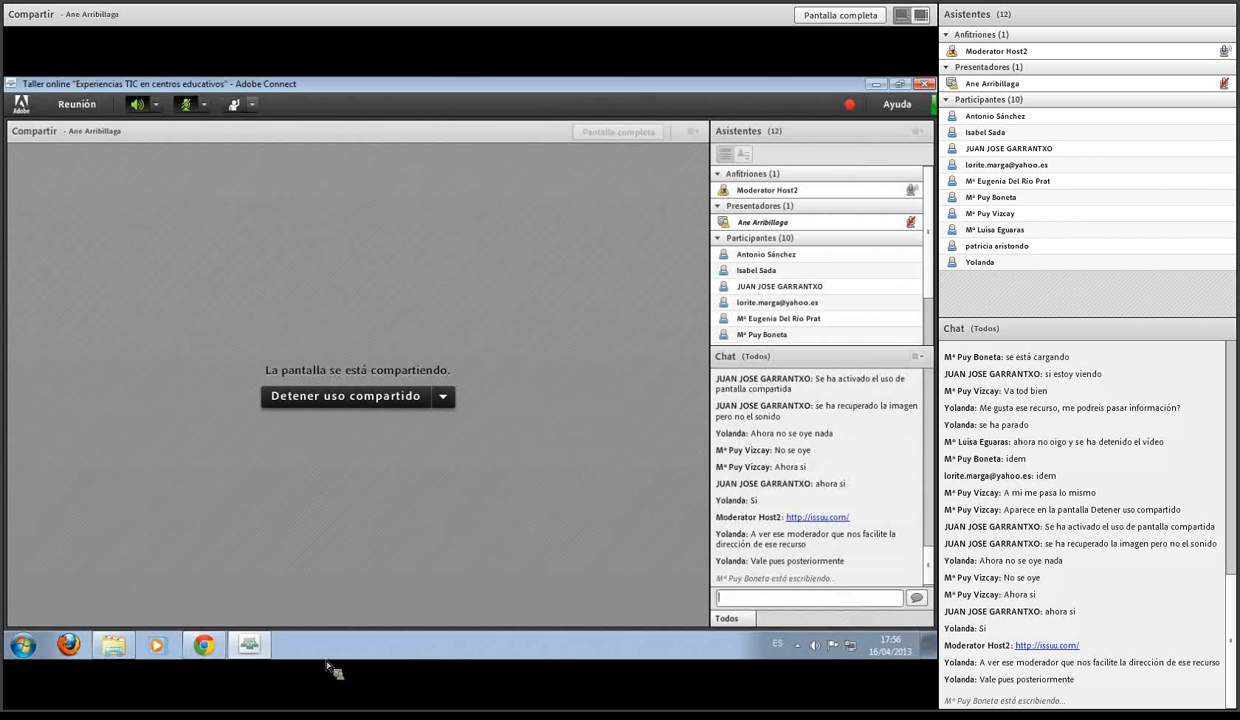 Compartir - Ane Arribillaga
Pantalla completa
Taller online "Experiencias TIC en centros educativos" - Adobe Connect
Adobe
Reunión
Ayuda
Compartir - Ane Arribillaga
Pantalla completa
La pantalla se está compartiendo.
Detener uso compartido
Asistentes (12)
Anfitriones (1)
Moderator Host2
Presentadores (1)
Ane Arribillaga
Participantes (10)
Antonio Sánchez
Isabel Sada
JUAN JOSE GARRANTXO
lorite.marga@yahoo.es
Mª Eugenia Del Río Prat
Mª Puy Boneta
Chat (Todos)
JUAN JOSE GARRANTXO: Se ha activado el uso de
pantalla compartida
JUAN JOSE GARRANTXO: se ha recuperado la imagen
pero no el sonido
Yolanda: Ahora no se oye nada
Mª Puy Vizcay: No se oye
Mª Puy Vizcay: Ahora si
JUAN JOSE GARRANTXO: ahora si
Yolanda: Si
Moderator Host2: http://issuu.com/
Yolanda: A ver ese moderador que nos facilite la
dirección de ese recurso
Yolanda: Vale pues posteriormente
Mª Puy Boneta está escribiendo...
Todos
ES
17:56
16/04/2013
Asistentes (12)
Anfitriones (1)
Moderator Host2
Presentadores (1)
Ane Arribillaga
Participantes (10)
Antonio Sánchez
Isabel Sada
JUAN JOSE GARRANTXO
lorite.marga@yahoo.es
Mª Eugenia Del Río Prat
Mª Puy Boneta
Mª Puy Vizcay
Mª Luisa Eguaras
patricia aristondo
Yolanda
Chat (Todos)
Mª Puy Boneta: se está cargando
JUAN JOSE GARRANTXO: si estoy viendo
Mª Puy Vizcay: Va tod bien
Yolanda: Me gusta ese recurso, me podreis pasar información?
Yolanda: se ha parado
Mª Luisa Eguaras: ahora no oigo y se ha detenido el vídeo
Mª Puy Boneta: idem
lorite.marga@yahoo.es: idem
Mª Puy Vizcay: A mi me pasa lo mismo
Mª Puy Vizcay: Aparece en la pantalla Detener uso compartido
JUAN JOSE GARRANTXO: Se ha activado el uso de pantalla compartida
JUAN JOSE GARRANTXO: se ha recuperado la imagen pero no el sonido
Yolanda: Ahora no se oye nada
Mª Puy Vizcay: No se oye
Mª Puy Vizcay: Ahora si
JUAN JOSE GARRANTXO: ahora si
Yolanda: Si
Moderator Host2: http://issuu.com/
Yolanda: A ver ese moderador que nos facilite la dirección de ese recurso
Yolanda: Vale pues posteriormente
Mª Puy Boneta está escribiendo...